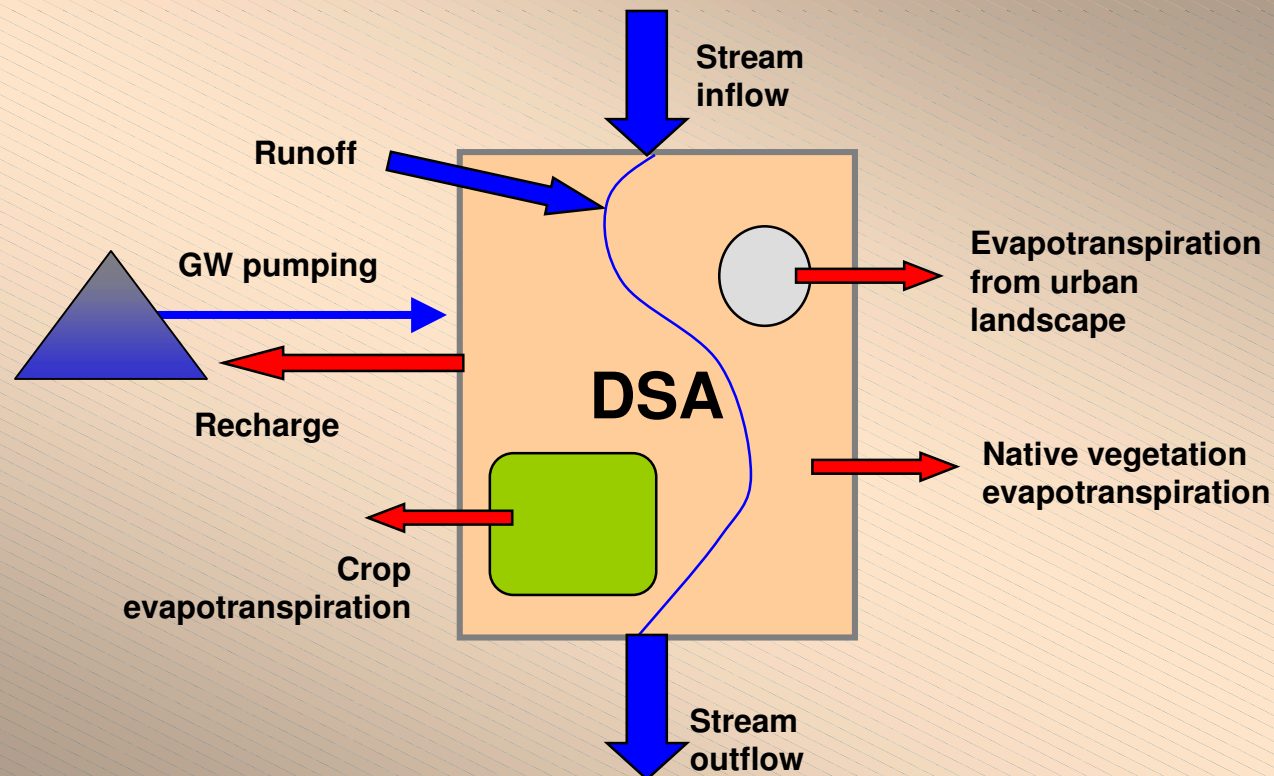 Stream
inflow
Runoff
GW pumping
Evapotranspiration
from urban
landscape
DSA
Recharge
Native vegetation
evapotranspiration
Crop
evapotranspiration
Stream
outflow